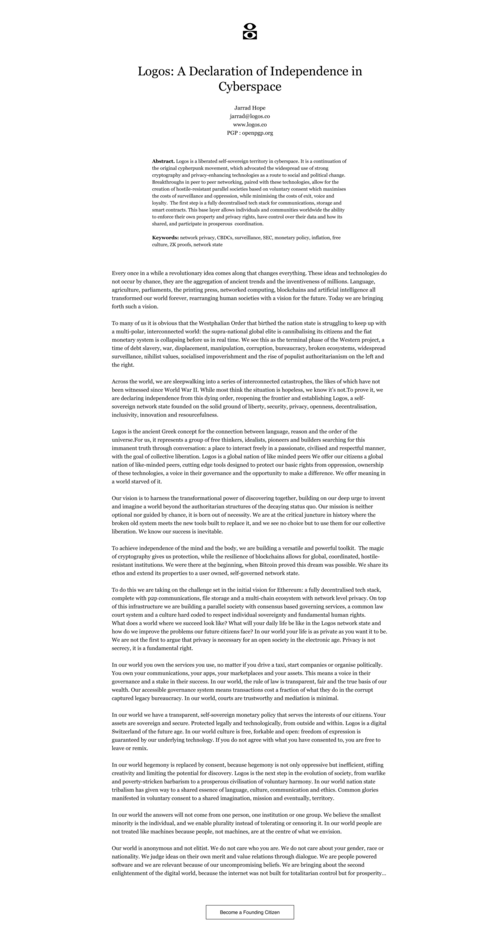 Logos: A Declaration of Independence in
Cyberspace
Jarrad Hope
jarrad@logos.co
www.logos.co
PGP : openpgp.org
Abstract. Logos is a liberated self-sovereign territory in cyberspace. It is a continuation of
the original cypherpunk movement, which advocated the widespread use of strong
cryptography and privacy-enhancing technologies as a route to social and political change.
Breakthroughs in peer to peer networking, paired with these technologies, allow for the
creation of hostile-resistant parallel societies based on voluntary consent which maximises
the costs of surveillance and oppression, while minimising the costs of exit, voice and
loyalty. The first step is a fully decentralised tech stack for communications, storage and
smart contracts. This base layer allows individuals and communities worldwide the ability
to enforce their own property and privacy rights, have control over their data and how its
shared, and participate in oppression coordination.
Keywords: network privacy, CBDCs, surveillance, SEC, monetary policy, inflation, free
culture, ZK proofs, network state
Every once in a while a revolutionary idea comes along that changes everything. These ideas and technologies do
not occur by chance, they are the aggregation of ancient trends and the inventiveness of millions. Language,
agriculture, parliaments, the printing press, networked computing, blockchains and artificial intelligence all
transformed our world forever, rearranging human societies with a vision for the future. Today we are bringing
forth such a vision.
To many of us it is obvious that the Westphalian Order that birthed the nation state is struggling to keep up with
a multi-polar, interconnected world: the supra-national global elite is cannibalising its citizens and the fiat
monetary system is collapsing before us in real time. We see this as the terminal phase of the Western project, a
time of debt slavery, war, displacement, manipulation, corruption, bureaucracy, broken ecosystems, widespread
surveillance, nihilist values, socialised impoverishment and the rise of populist authoritarianism on the left and
the right.
Across the world, we are sleepwalking into a series of interconnected catastrophes, the likes of which have not
been witnessed since World War II. While most think the situation is hopeless, we know it's not.To prove it, we
are declaring independence from this dying order, reopening the frontier and establishing Logos, a self-
sovereign network state founded on the solid ground of liberty, security, privacy, openness, decentralisation,
inclusivity, innovation and resourcefulness.
Logos is the ancient Greek concept for the connection between language, reason and the order of the
universe.For us, it represents a group of free thinkers, idealists, pioneers and builders searching for this
immanent truth through conversation: a place to interact freely in a passionate, civilised and respectful manner,
with the goal of collective liberation. Logos is a global nation of like minded peers We offer our citizens a global
nation of like-minded peers, cutting edge tools designed to protect our basic rights from oppression, ownership
of these technologies, a voice in their governance and the opportunity to make a difference. We offer meaning in
a world starved of it.
Our vision is to harness the transformational power of discovering together, building on our deep urge to invent
and imagine a world beyond the authoritarian structures of the decaying status quo. Our mission is neither
optional nor guided by chance, it is born out of necessity. We are at the critical juncture in history where the
broken old system meets the new tools built to replace it, and we see no choice but to use them for our collective
liberation. We know our success is inevitable.
To achieve independence of the mind and the body, we are building a versatile and powerful toolkit. The magic
of cryptography gives us protection, while the resilience of blockchains allows for global, coordinated, hostile-
resistant institutions. We were there at the beginning, when Bitcoin proved this dream was possible. We share its
ethos and extend its properties to a user owned, self-governed network state.
To do this we are taking on the challenge set in the initial vision for Ethereum: a fully decentralised tech stack,
complete with p2p communications, file storage and a multi-chain ecosystem with network level privacy. On top
of this infrastructure we are building a parallel society with consensus based governing services, a common law
court system and a culture hard coded to respect individual sovereignty and fundamental human rights.
What does a world where we succeed look like? What will your daily life be like in the Logos network state and
how do we improve the problems our future citizens face? In our world your life is as private as you want it to be.
We are not the first to argue that privacy is necessary for an open society in the electronic age. Privacy is not
secrecy, it is a fundamental right.
In our world you own the services you use, no matter if you drive a taxi, start companies or organise politically.
You own your communications, your apps, your marketplaces and your assets. This means a voice in their
governance and a stake in their success. In our world, the rule of law is transparent, fair and the true basis of our
wealth. Our accessible governance system means transactions cost a fraction of what they do in the corrupt
captured legacy bureaucracy. In our world, courts are trustworthy and mediation is minimal.
In our world we have a transparent, self-sovereign monetary policy that serves the interests of our citizens. Your
assets are sovereign and secure. Protected legally and technologically, from outside and within. Logos is a digital
Switzerland of the future age. In our world culture is free, forkable and open: freedom of expression is
guaranteed by our underlying technology. If you do not agree with what you have consented to, you are free to
leave or remix.
In our world hegemony is replaced by consent, because hegemony is not only oppressive but inefficient, stifling
creativity and limiting the potential for discovery. Logos is the next step in the evolution of society, from warlike
and poverty-stricken barbarism to a prosperous civilisation of voluntary harmony. In our world nation state
tribalism has given way to a shared essence of language, culture, communication and ethics. Common glories
manifested in voluntary consent to a shared imagination, mission and eventually, territory.
In our world the answers will not come from one person, one institution or one group. We believe the smallest
minority is the individual, and we enable plurality instead of tolerating or censoring it. In our world people are
not treated like machines because people, not machines, are at the centre of what we envision.
Our world is anonymous and not elitist. We do not care who you are. We do not care about your gender, race or
nationality. We judge ideas on their own merit and value relations through dialogue. We are people powered
software and we are relevant because of our uncompromising beliefs. We are bringing about the second
enlightenment of the digital world, because the internet was not built for totalitarian control but for prosperity...
Become a Founding Citizen